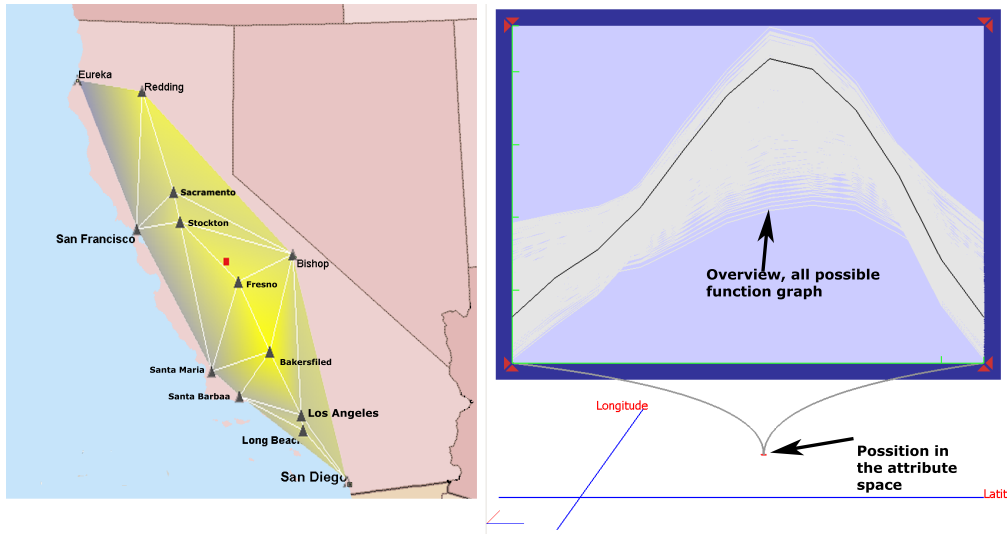 Eureka
Redding
Sacramento
Stockton
San Francisco
Bishop
Fresno
Bakersfiled
Santa Maria
Santa Barbaa
Los Angeles
Long Beac
San Diego
Overview, all possible
function graph
Longitude
Possition in
the attribute
space
Latit